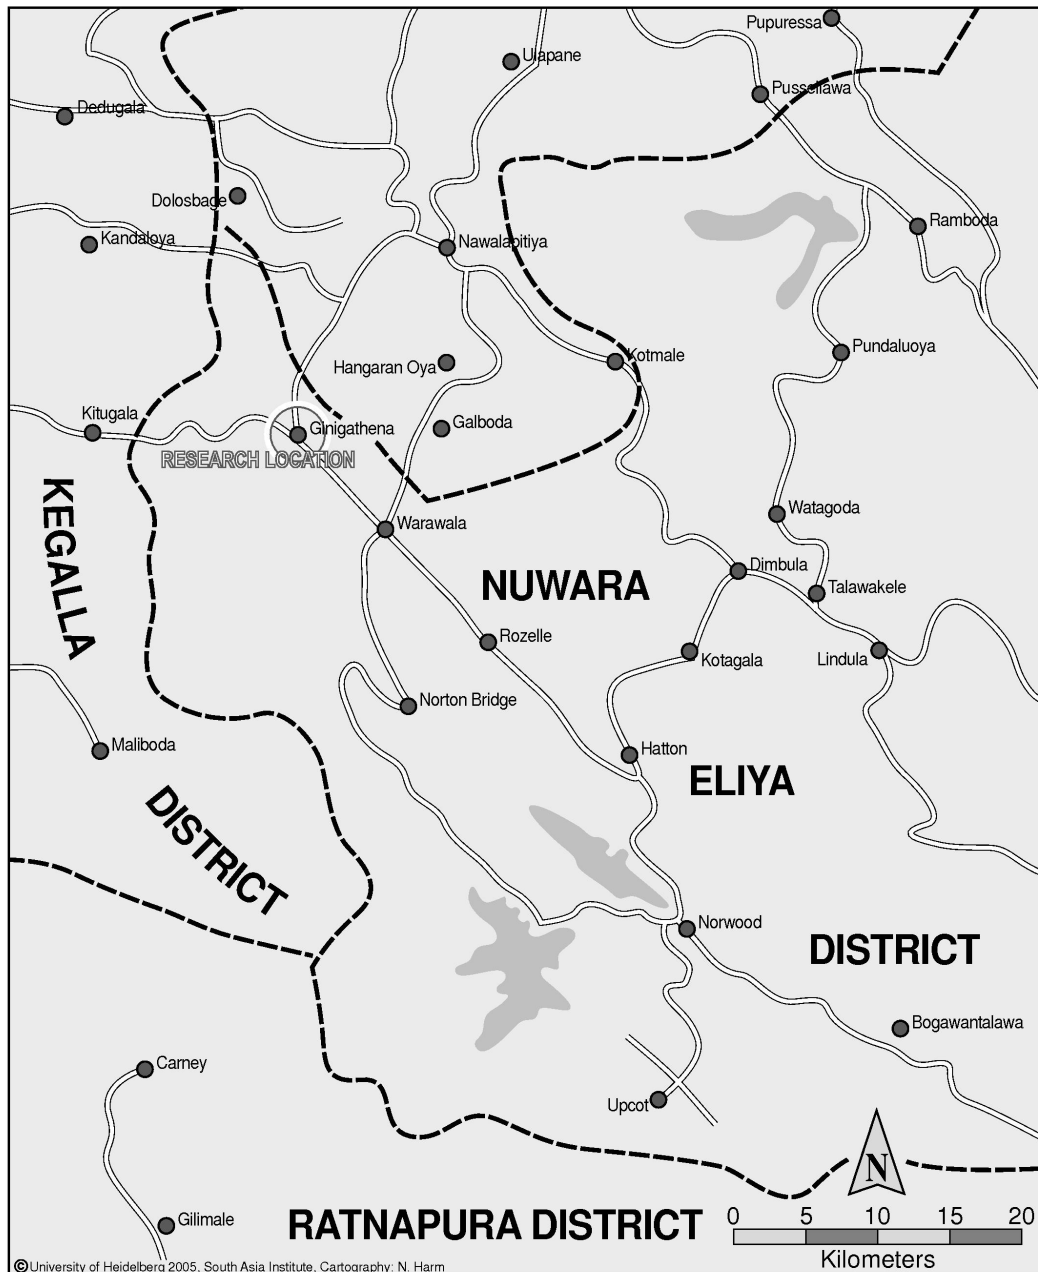 Pupuressa
Ulapane
Pussellawa
Dedugala
Dolosbage
Ramboda
Kandaloya
Nawalapitiya
Pundaluoya
Kotmale
Hangaran Oya
Kitugala
Galboda
Ginigathena
RESEARCH LOCATION
KEGALLA
DISTRICT
Watagoda
Warawala
Dimbula
NUWARA
ELIYA
DISTRICT
Talawakele
Rozelle
Kotagala
Lindula
Norton Bridge
Maliboda
Hatton
Norwood
Bogawantalawa
Carney
Upcot
N
Gilimale
RATNAPURA DISTRICT
0 5 10 15 20
Kilometers
© University of Heidelberg 2005, South Asia Institute, Cartography: N. Harm